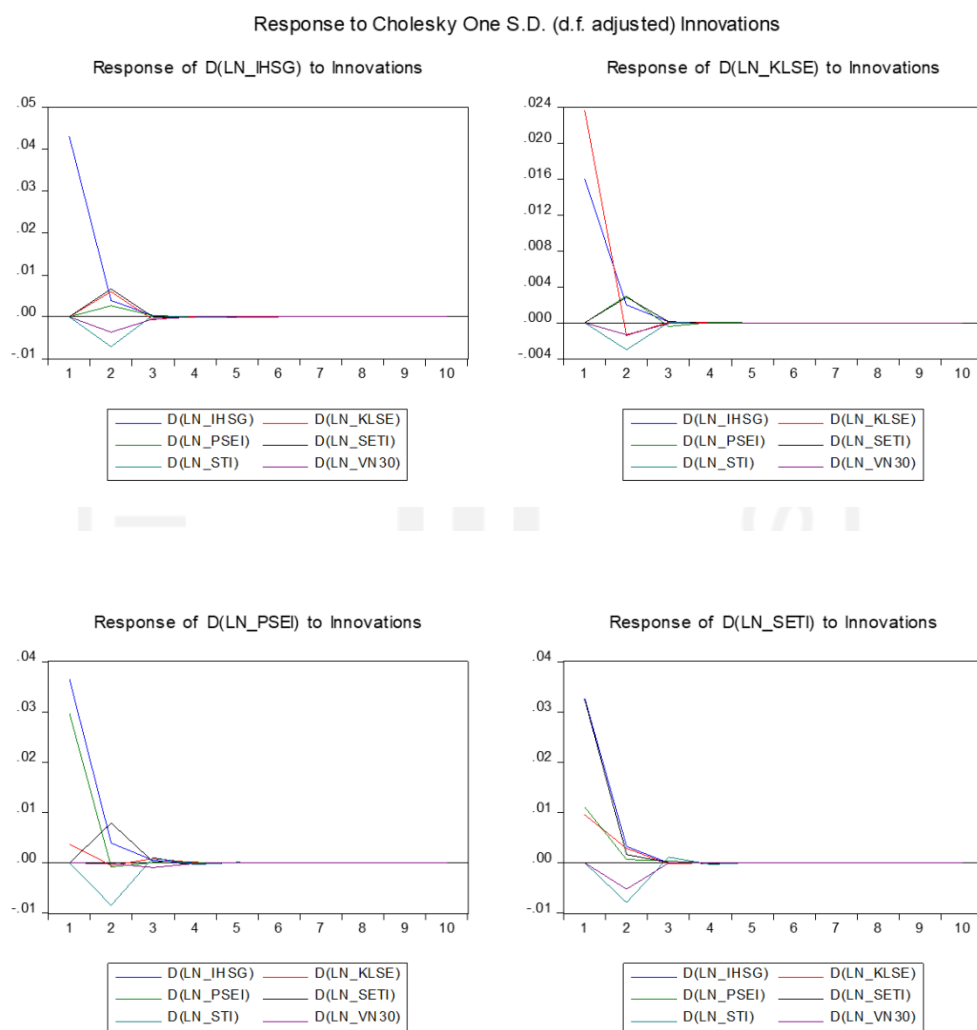 Response to Cholesky One S.D. (d.f. adjusted) Innovations
Response of D(LN_IHSG) to Innovations
.05
.04
.03
.02
.01
.00
-.01
1 2 3 4 5 6 7 8 9 10
D(LN_IHSG) D(LN_KLSE)
D(LN_PSEI) D(LN_SETI)
D(LN_STI) D(LN_VN30)
Response of D(LN_KLSE) to Innovations
.024
.020
.016
.012
.008
.004
.000
-.004
1 2 3 4 5 6 7 8 9 10
D(LN_IHSG) D(LN_KLSE)
D(LN_PSEI) D(LN_SETI)
D(LN_STI) D(LN_VN30)
Response of D(LN_PSEI) to Innovations
.04
.03
.02
.01
.00
-.01
1 2 3 4 5 6 7 8 9 10
D(LN_IHSG) D(LN_KLSE)
D(LN_PSEI) D(LN_SETI)
D(LN_STI) D(LN_VN30)
Response of D(LN_SETI) to Innovations
.04
.03
.02
.01
.00
-.01
1 2 3 4 5 6 7 8 9 10
D(LN_IHSG) D(LN_KLSE)
D(LN_PSEI) D(LN_SETI)
D(LN_STI) D(LN_VN30)